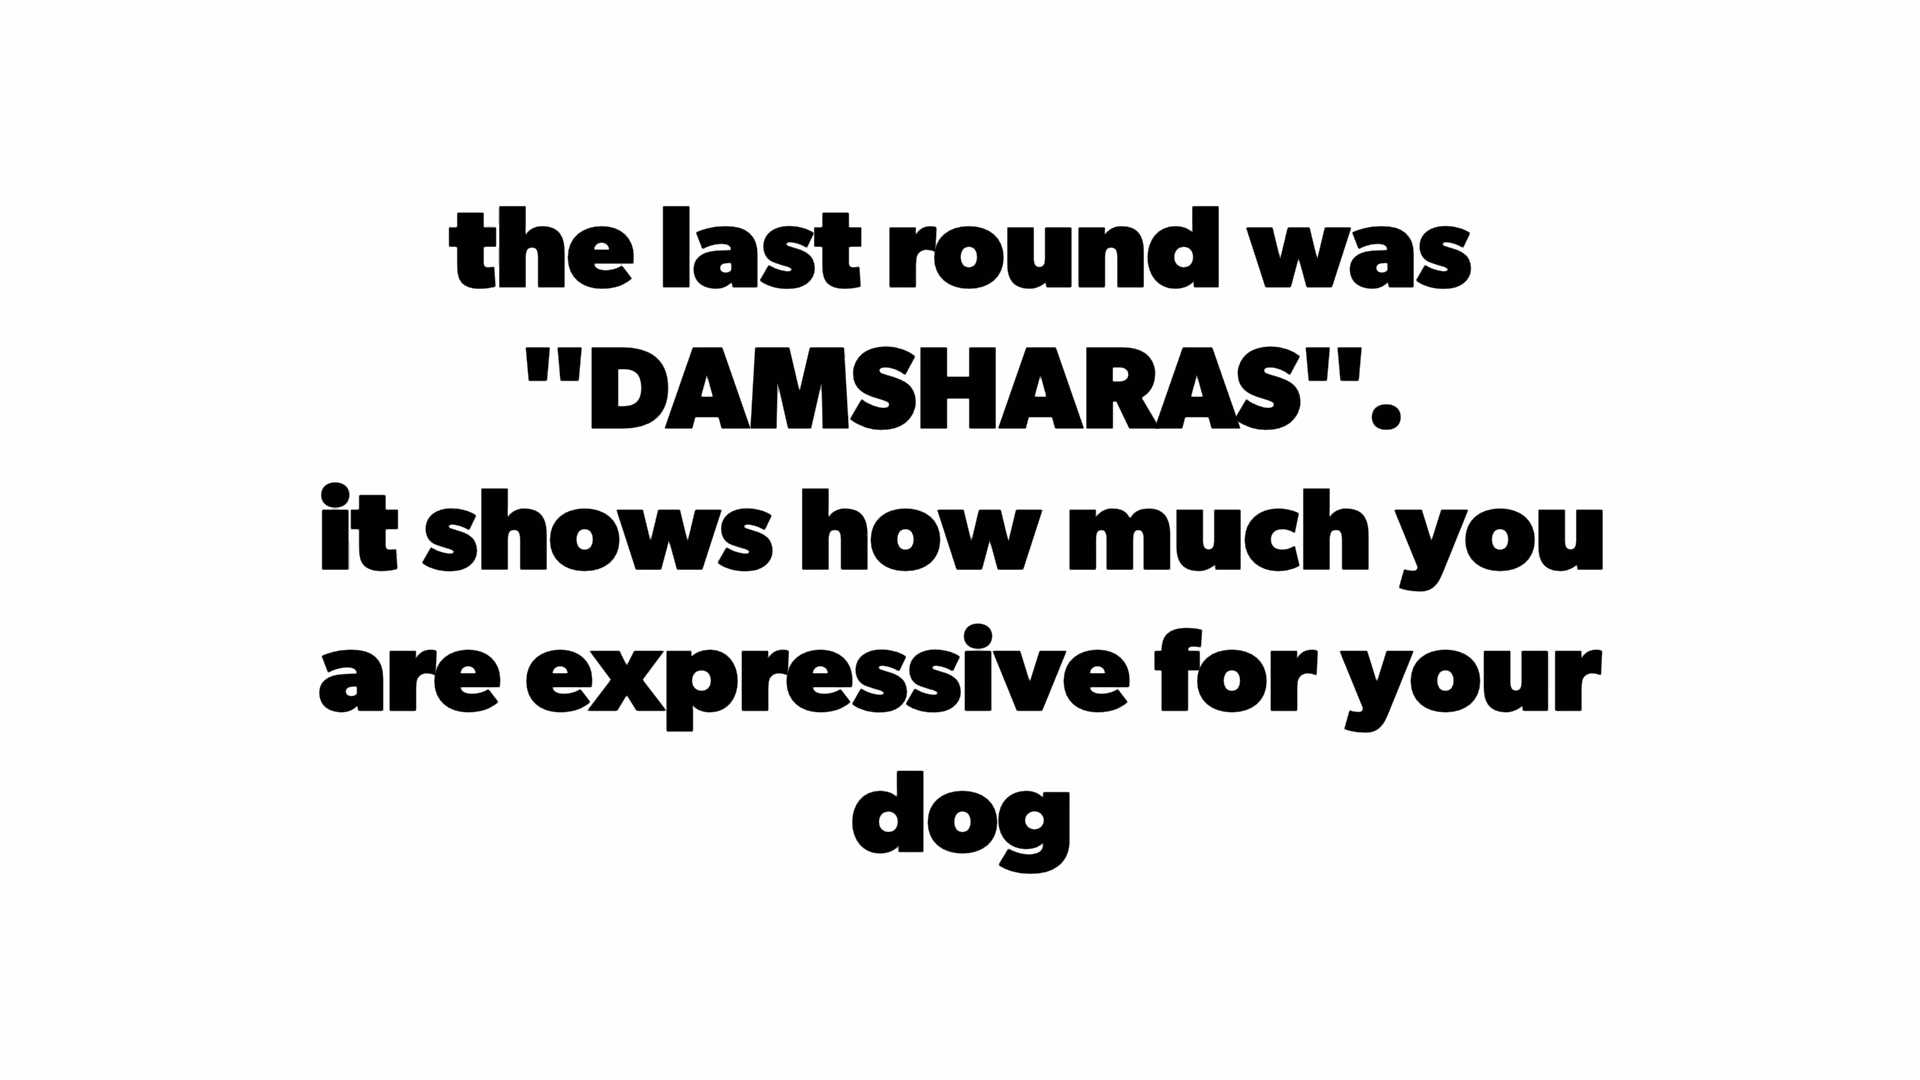 the last round was
"DAMSHARAS".
it shows how much you
are expressive for your
dog